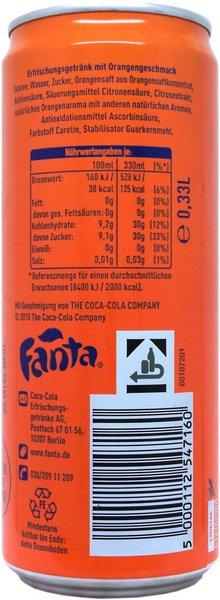 Erfrischungsgetränk mit Orangengeschmack
Zutaten: Wasser, Zucker, Orangensaft aus Orangensaftkonzentrat,
Kohlensäure, Säuerungsmittel Citronensäure, Citrusextrakt,
natürliches Orangenaroma mit anderen natürlichen Aromen,
Antioxidationsmittel Ascorbinsäure,
Farbstoff Carotin, Stabilisator Guarkernmehl.
Nährwertangaben je:
100ml 330ml (%*)
Brennwert: 160 kJ / 528 kJ /
38 kcal 125 kcal (6%)
Fett: 0g 0g (0%)
davon ges. Fettsäuren: 0g 0g (0%)
Kohlenhydrate: 9,2g 30g (12%)
davon Zucker: 9,1g 30g (33%)
Eiweiß: 0g 0g (0%)
Salz: 0,01g 0,03g (1%)
*Referenzmenge für einen durchschnittlichen
Erwachsenen (8400 kJ / 2000 kcal)
e 0,33L
Mit Genehmigung von THE COCA-COLA COMPANY
© 2015 The Coca-Cola Company
Fanta®
60107201
Coca-Cola
Erfrischungs-
getränke AG,
Postfach 67 01 56,
10207 Berlin
www.fanta.de
030/209 11 209
FE
Mindestens
haltbar bis Ende:
siehe Dosenboden
5 000112 547160